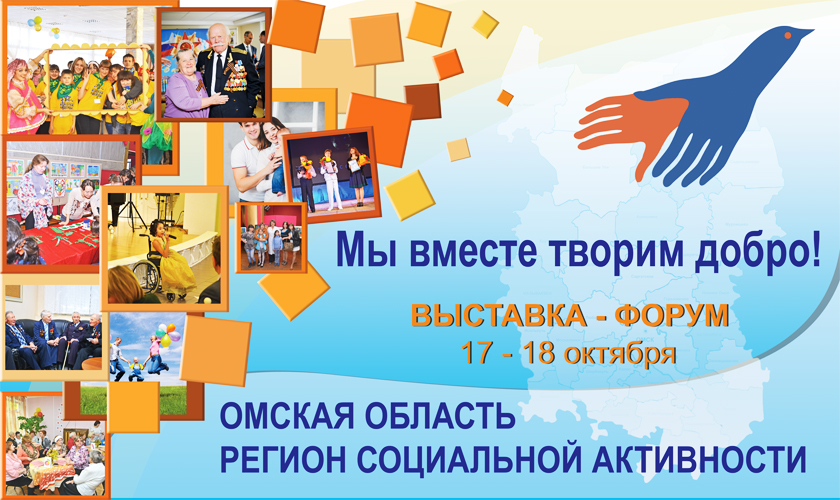 Мы вместе творим добро!
ВЫСТАВКА - ФОРУМ
17 - 18 октября
ОМСКАЯ ОБЛАСТЬ
РЕГИОН СОЦИАЛЬНОЙ АКТИВНОСТИ